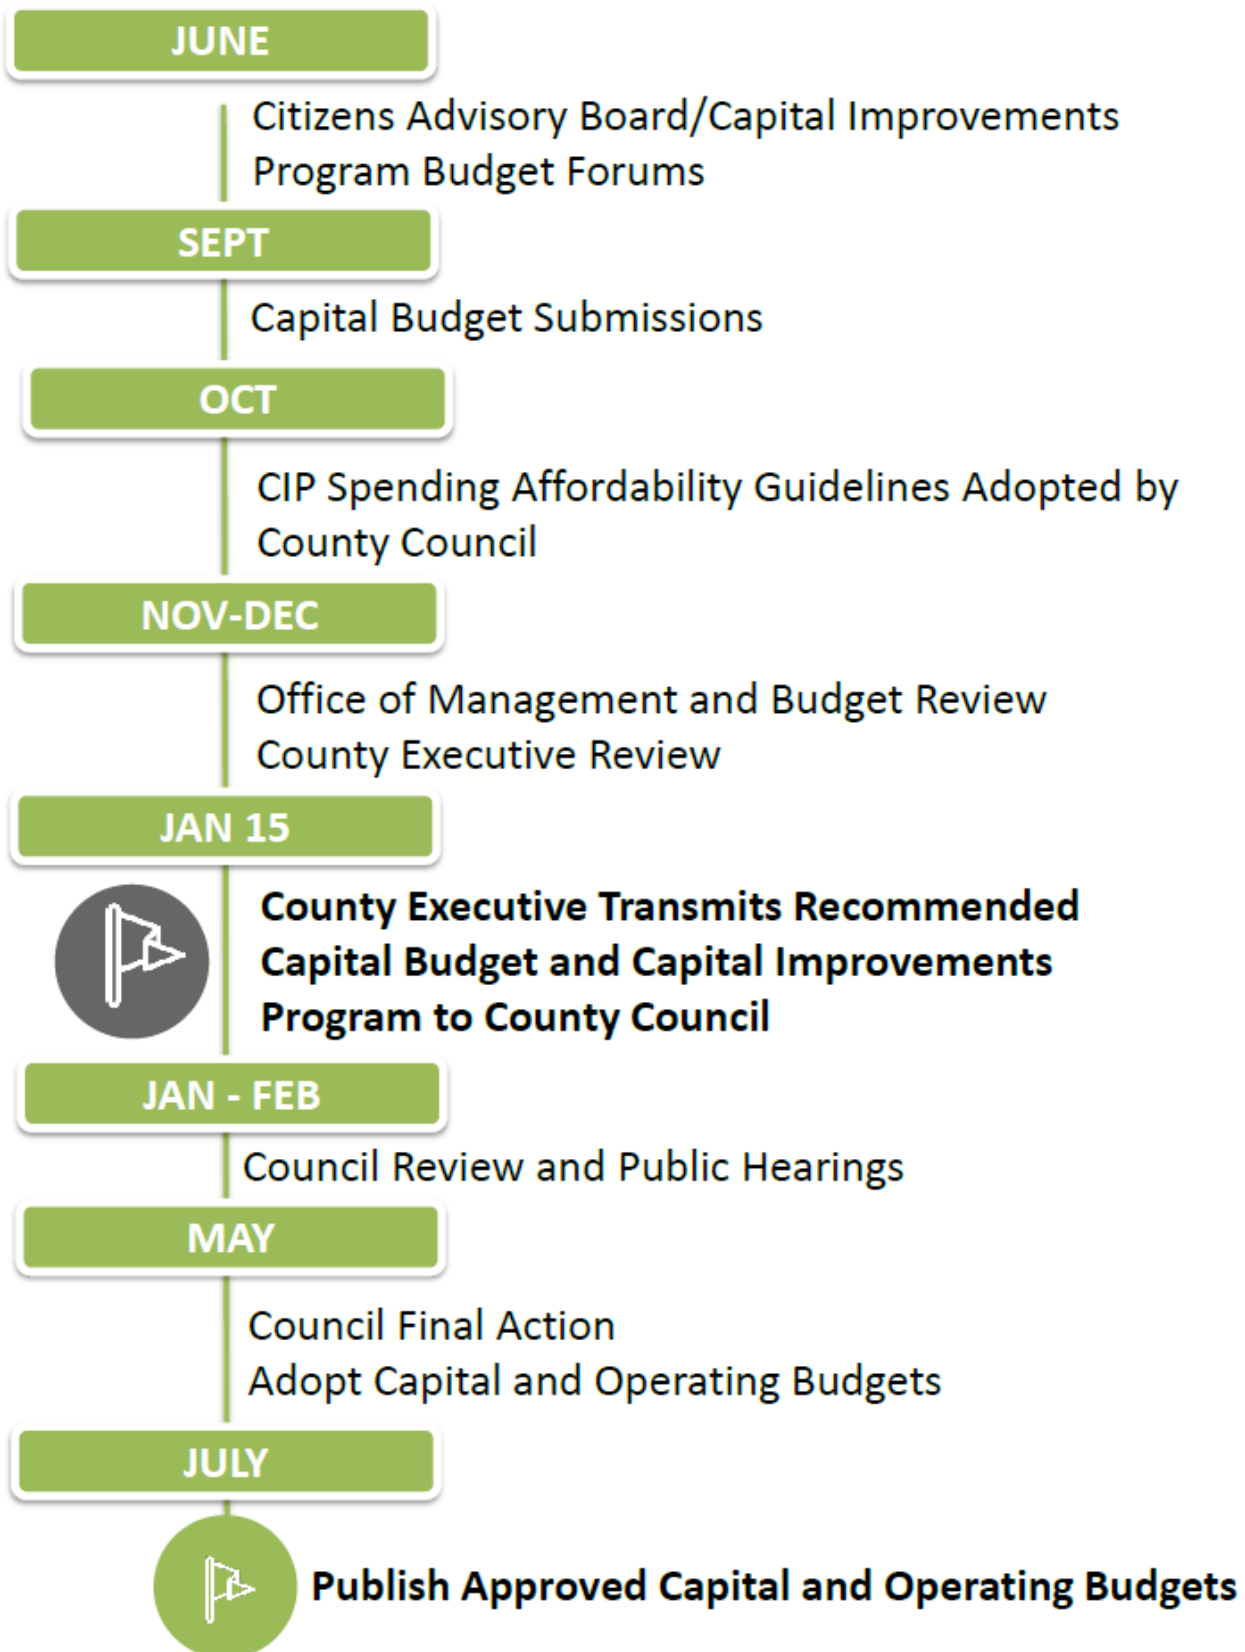 JUNE
Citizens Advisory Board/Capital Improvements
Program Budget Forums
SEPT
Capital Budget Submissions
OCT
CIP Spending Affordability Guidelines Adopted by
County Council
NOV-DEC
Office of Management and Budget Review
County Executive Review
JAN 15
County Executive Transmits Recommended
Capital Budget and Capital Improvements
Program to County Council
JAN - FEB
Council Review and Public Hearings
MAY
Council Final Action
Adopt Capital and Operating Budgets
JULY
Publish Approved Capital and Operating Budgets